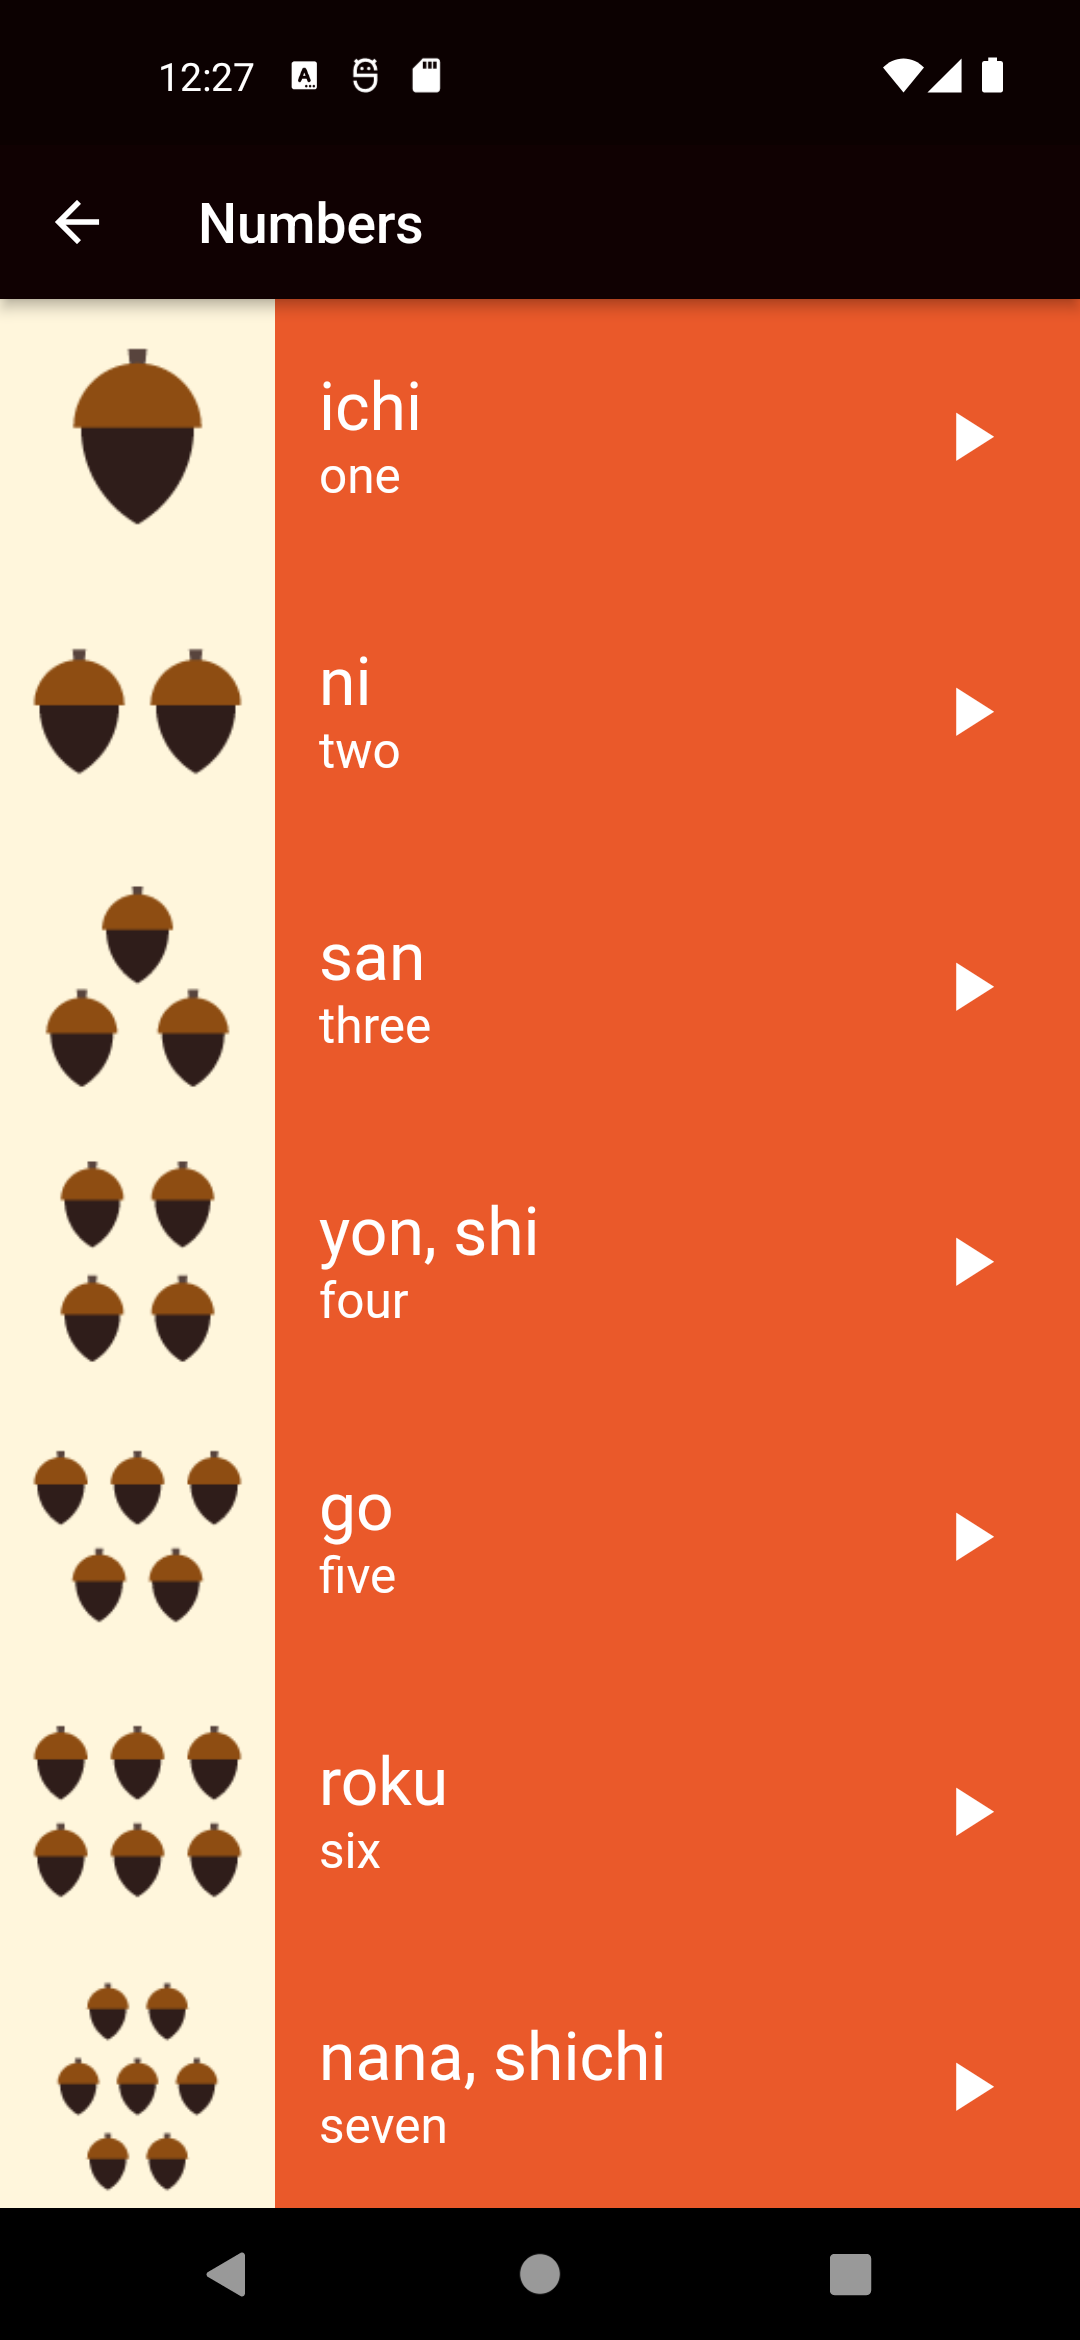 12:27
Numbers
ichi
one
ni
two
san
three
yon, shi
four
go
five
roku
six
nana, shichi
seven